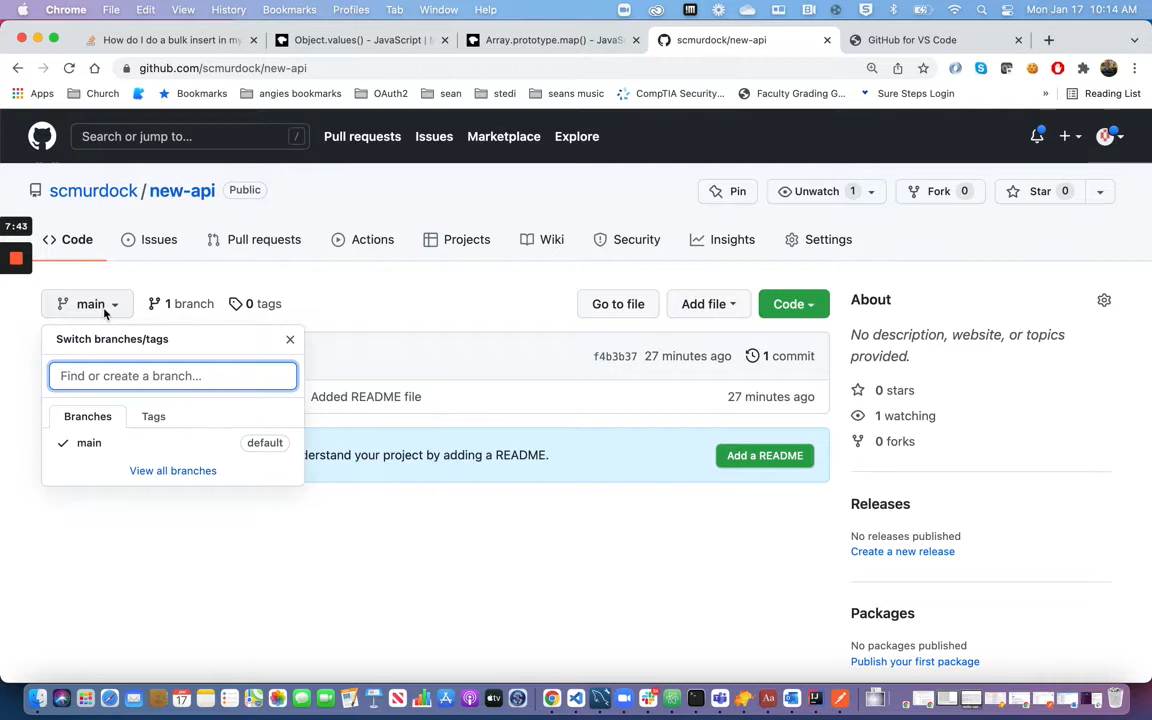 Chrome File Edit View History Bookmarks Profiles Tab Window Help Mon Jan 17 10:14 AM
How do I do a bulk insert in my
Object.values() - JavaScript |
Array.prototype.map() - JavaS
scmurdock/new-api
GitHub for VS Code
github.com/scmurdock/new-api
Apps Church Bookmarks angies bookmarks OAuth2 sean stedi seans music CompTIA Security... Faculty Grading G... Sure Steps Login » Reading List
Search or jump to... / Pull requests Issues Marketplace Explore
scmurdock / new-api Public
Pin Unwatch 1 Fork 0 Star 0
7:43
Code Issues Pull requests Actions Projects Wiki Security Insights Settings
main 1 branch 0 tags Go to file Add file Code
Switch branches/tags
Find or create a branch...
Branches Tags
main default
View all branches
f4b3b37 27 minutes ago 1 commit
Added README file 27 minutes ago
derstand your project by adding a README. Add a README
About
No description, website, or topics
provided.
0 stars
1 watching
0 forks
Releases
No releases published
Create a new release
Packages
No packages published
Publish your first package